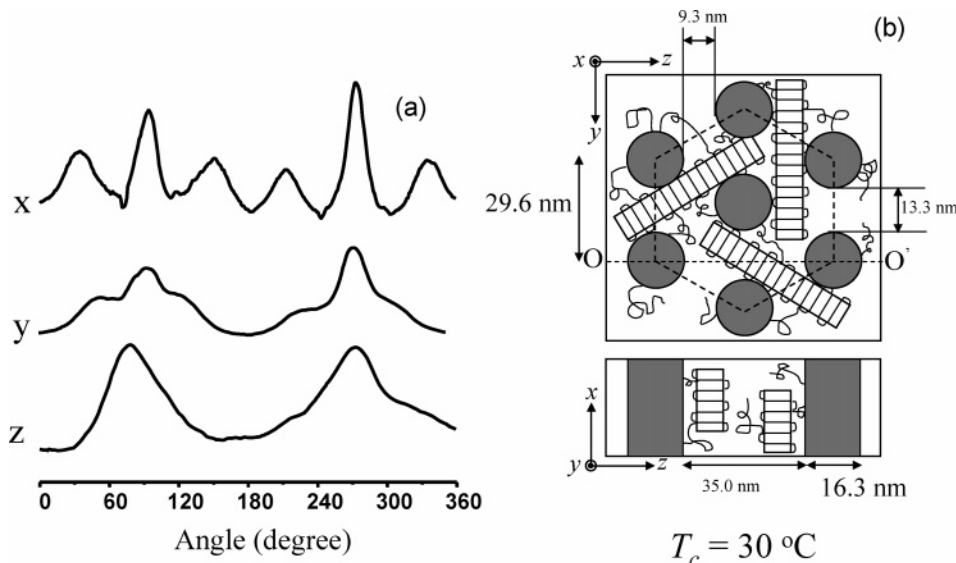 (a)
x
y
z
0 60 120 180 240 300 360
Angle (degree)
(b)
9.3 nm
x
z
y
29.6 nm
13.3 nm
O
O'
x
y
z
35.0 nm
16.3 nm
T_c = 30 °C